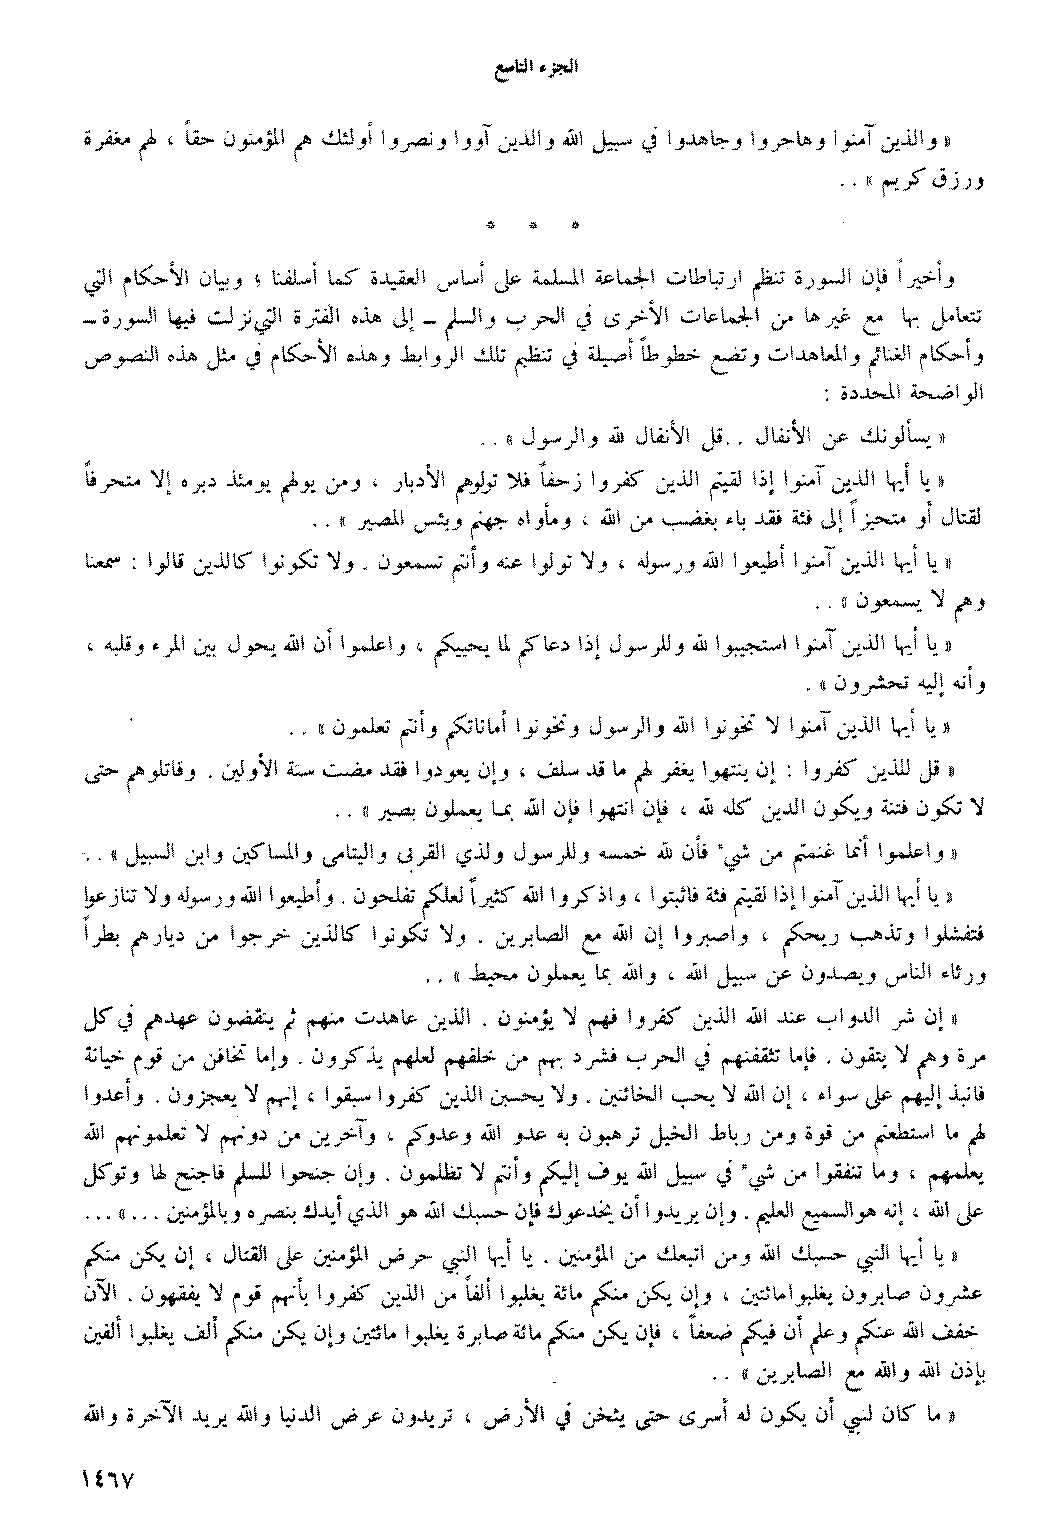 الجزء التاسع
« والذين آمنوا وهاجروا وجاهدوا في سبيل الله والذين آووا ونصروا أولئك هم المؤمنون حقاً ، لهم مغفرة
ورزق كريم » . .
* * *
وأخيراً فإن السورة تنظم ارتباطات الجماعة المسلمة على أساس العقيدة كما أسلفنا ؛ وبيان الأحكام التي
تتعامل بها مع غيرها من الجماعات الأخرى في الحرب والسلم – إلى هذه الفترة التي نزلت فيها السورة –
وأحكام الغنائم والمعاهدات وتضع خطوطاً أصيلة في تنظيم تلك الروابط وهذه الأحكام في مثل هذه النصوص
الواضحة المحددة :
« يسألونك عن الأنفال . . قل الأنفال لله والرسول » . .
« يا أيها الذين آمنوا إذا لقيتم الذين كفروا زحفاً فلا تولوهم الأدبار ، ومن يولهم يومئذ دبره إلا متحرفاً
لقتال أو متحيزاً إلى فئة فقد باء بغضب من الله ، ومأواه جهنم وبئس المصير » . .
« يا أيها الذين آمنوا أطيعوا الله ورسوله ، ولا تولوا عنه وأنتم تسمعون . ولا تكونوا كالذين قالوا : سمعنا
وهم لا يسمعون » . .
« يا أيها الذين آمنوا استجيبوا لله وللرسول إذا دعاكم لما يحييكم ، واعلموا أن الله يحول بين المرء وقلبه ،
وأنه إليه تحشرون » .
« يا أيها الذين آمنوا لا تخونوا الله والرسول وتخونوا أماناتكم وأنتم تعلمون » . .
« قل للذين كفروا : إن ينتهوا يغفر لهم ما قد سلف ، وإن يعودوا فقد مضت سنة الأولين . وقاتلوهم حتى
لا تكون فتنة ويكون الدين كله لله ، فإن انتهوا فإن الله بما يعملون بصير » . .
« واعلموا أنما غنمتم من شيء فأن لله خمسه وللرسول ولذي القربى واليتامى والمساكين وابن السبيل » . .
« يا أيها الذين آمنوا إذا لقيتم فئة فاثبتوا ، واذكروا الله كثيراً لعلكم تفلحون . وأطيعوا الله ورسوله ولا تنازعوا
فتفشلوا وتذهب ريحكم ، واصبروا إن الله مع الصابرين . ولا تكونوا كالذين خرجوا من ديارهم بطراً
ورئاء الناس ويصدون عن سبيل الله ، والله بما يعملون محيط » . .
« إن شر الدواب عند الله الذين كفروا فهم لا يؤمنون . الذين عاهدت منهم ثم ينقضون عهدهم في كل
مرة وهم لا يتقون . فإما تثقفنهم في الحرب فشرد بهم من خلفهم لعلهم يذكرون . وإما تخافن من قوم خيانة
فانبذ إليهم على سواء ، إن الله لا يحب الخائنين . ولا يحسبن الذين كفروا سبقوا ، إنهم لا يعجزون . وأعدوا
لهم ما استطعتم من قوة ومن رباط الخيل ترهبون به عدو الله وعدوكم ، وآخرين من دونهم لا تعلمونهم الله
يعلمهم ، وما تنفقوا من شيء في سبيل الله يوف إليكم وأنتم لا تظلمون . وإن جنحوا للسلم فاجنح لها وتوكل
على الله ، إنه هو السميع العليم . وإن يريدوا أن يخدعوك فإن حسبك الله هو الذي أيدك بنصره وبالمؤمنين ... » ...
« يا أيها النبي حسبك الله ومن اتبعك من المؤمنين . يا أيها النبي حرض المؤمنين على القتال ، إن يكن منكم
عشرون صابرون يغلبوا مائتين ، وإن يكن منكم مائة يغلبوا ألفاً من الذين كفروا بأنهم قوم لا يفقهون . الآن
خفف الله عنكم وعلم أن فيكم ضعفاً ، فإن يكن منكم مائة صابرة يغلبوا مائتين وإن يكن منكم ألف يغلبوا ألفين
بإذن الله والله مع الصابرين » . .
« ما كان لنبي أن يكون له أسرى حتى يثخن في الأرض ، تريدون عرض الدنيا والله يريد الآخرة والله
١٤٦٧